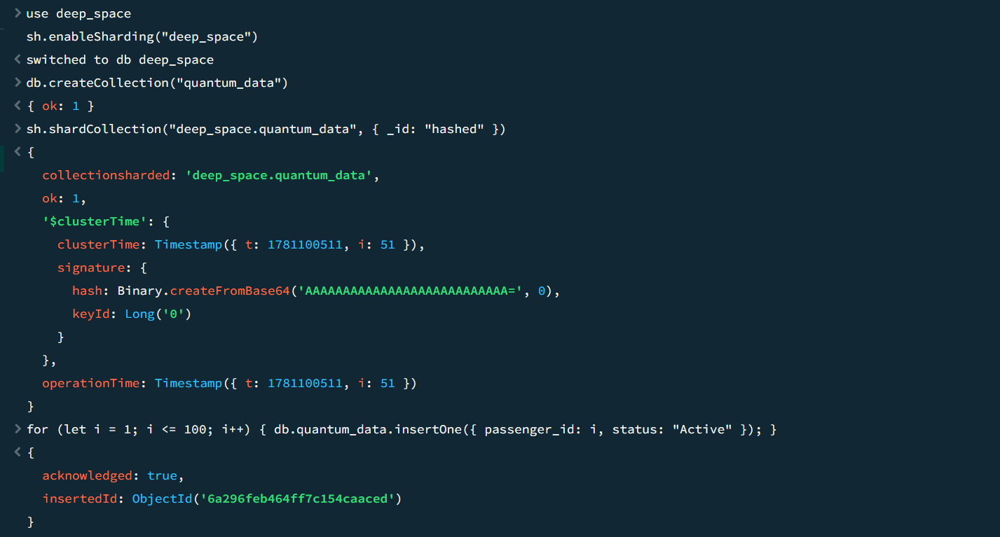 > use deep_space
  sh.enableSharding("deep_space")
< switched to db deep_space
> db.createCollection("quantum_data")
< { ok: 1 }
> sh.shardCollection("deep_space.quantum_data", { _id: "hashed" })
< {
    collectionsharded: 'deep_space.quantum_data',
    ok: 1,
    '$clusterTime': {
      clusterTime: Timestamp({ t: 1781100511, i: 51 }),
      signature: {
        hash: Binary.createFromBase64('AAAAAAAAAAAAAAAAAAAAAAAAAAA=', 0),
        keyId: Long('0')
      }
    },
    operationTime: Timestamp({ t: 1781100511, i: 51 })
  }
> for (let i = 1; i <= 100; i++) { db.quantum_data.insertOne({ passenger_id: i, status: "Active" }); }
< {
    acknowledged: true,
    insertedId: ObjectId('6a296feb464ff7c154caaced')
  }